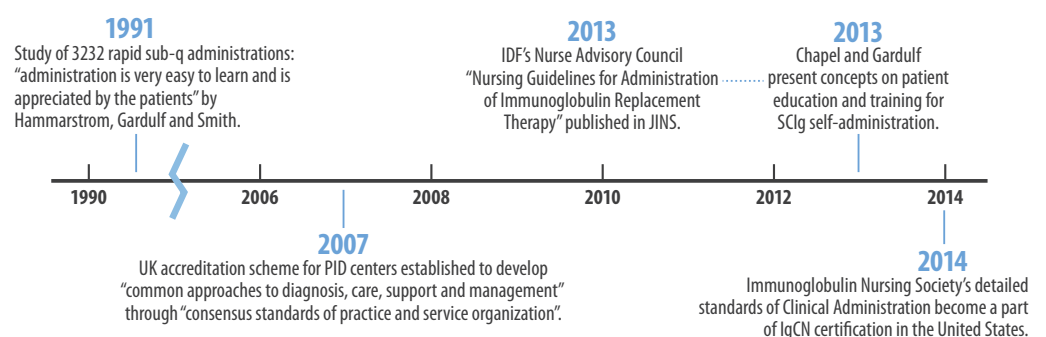 1991
Study of 3232 rapid sub-q administrations:
“administration is very easy to learn and is
appreciated by the patients” by
Hammarstrom, Gardulf and Smith.
2013
IDF’s Nurse Advisory Council
“Nursing Guidelines for Administration
of Immunoglobulin Replacement
Therapy” published in JINS.
2013
Chapel and Gardulf
present concepts on patient
education and training for
SCIg self-administration.
1990
2006
2008
2010
2012
2014
2007
UK accreditation scheme for PID centers established to develop
“common approaches to diagnosis, care, support and management”
through “consensus standards of practice and service organization”.
2014
Immunoglobulin Nursing Society’s detailed
standards of Clinical Administration become a part
of IgCN certification in the United States.